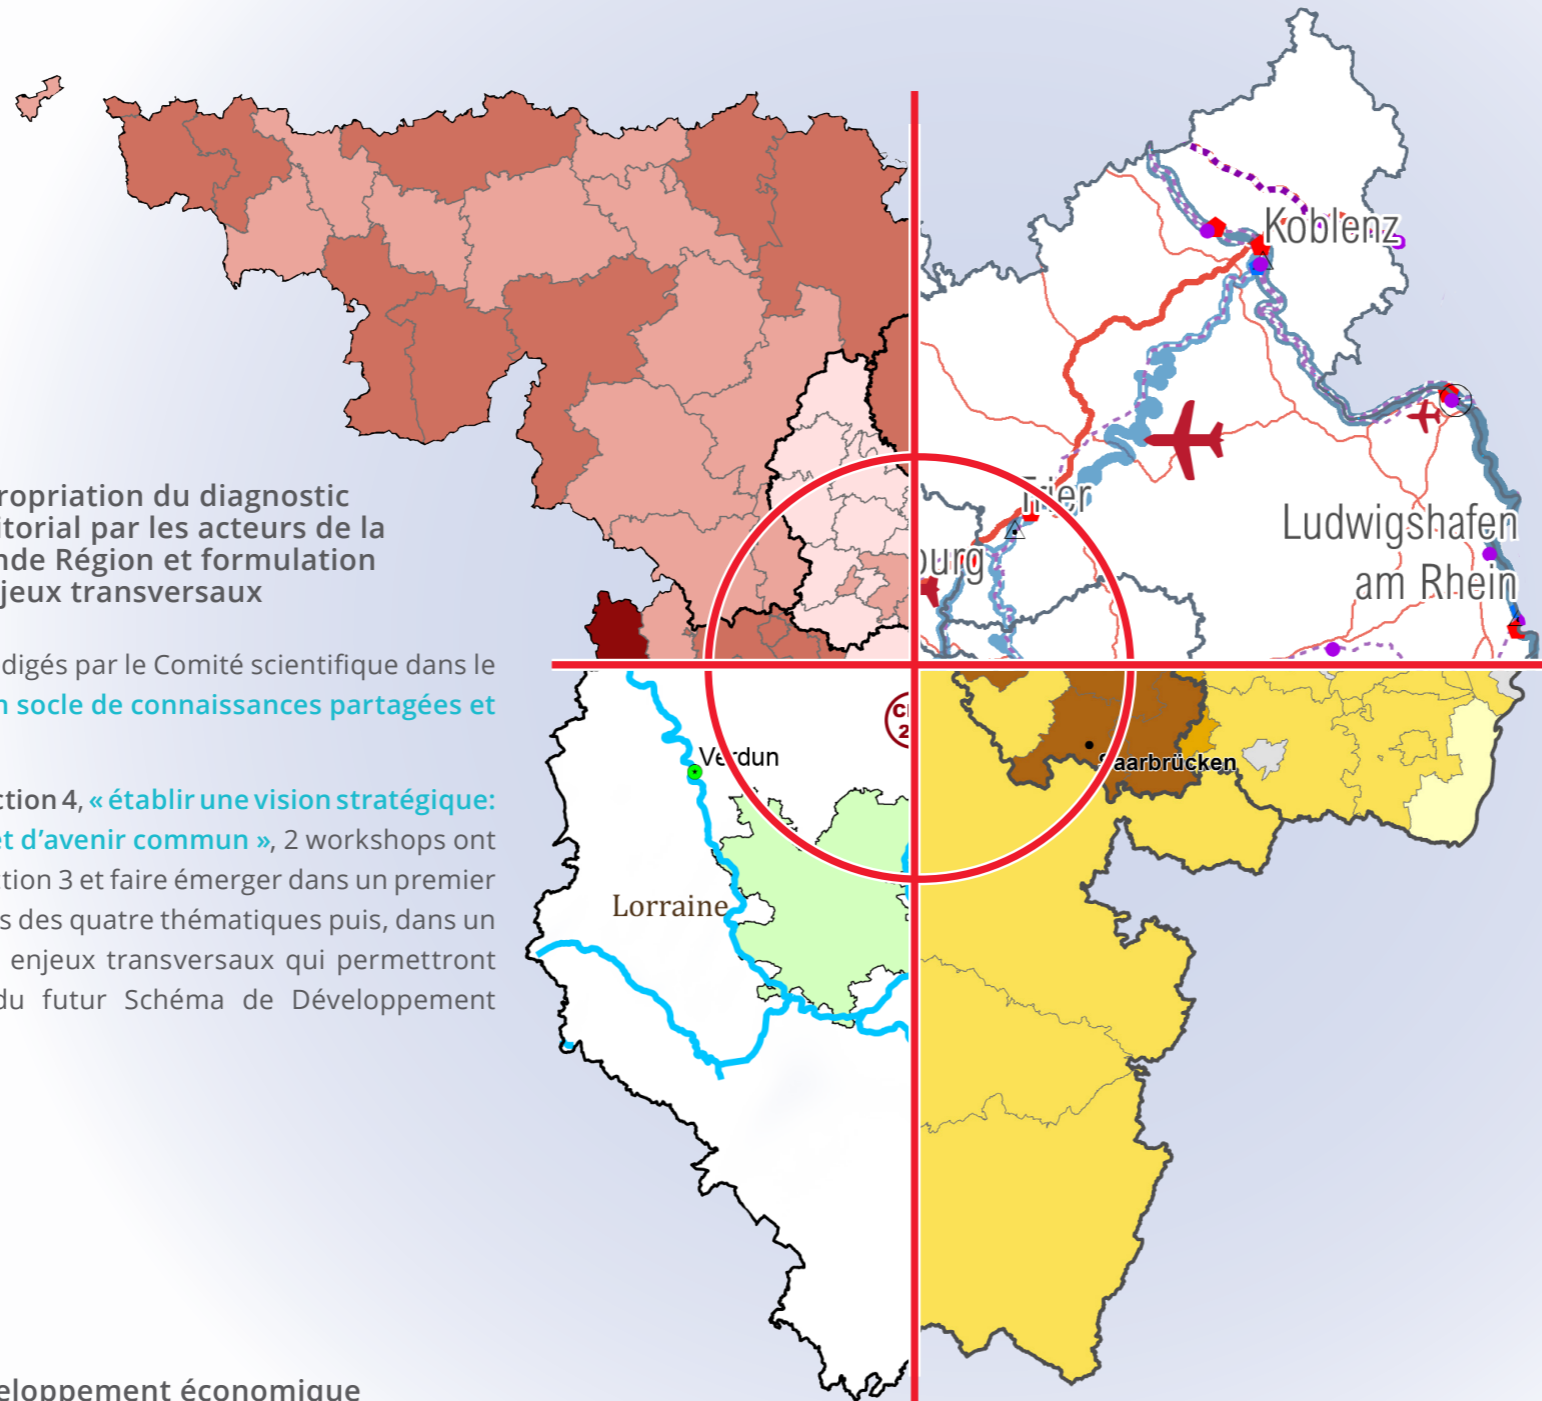 ropriation du diagnostic
itorial par les acteurs de la
nde Région et formulation
jeux transversaux
digés par le Comité scientifique dans le
n socle de connaissances partagées et
ction 4, « établir une vision stratégique:
et d’avenir commun », 2 workshops ont
ction 3 et faire émerger dans un premier
s des quatre thématiques puis, dans un
enjeux transversaux qui permettront
du futur Schéma de Développement
eloppement économique
Koblenz
Trier
burg
Ludwigshafen
am Rhein
Verdun
Lorraine
Saarbrücken